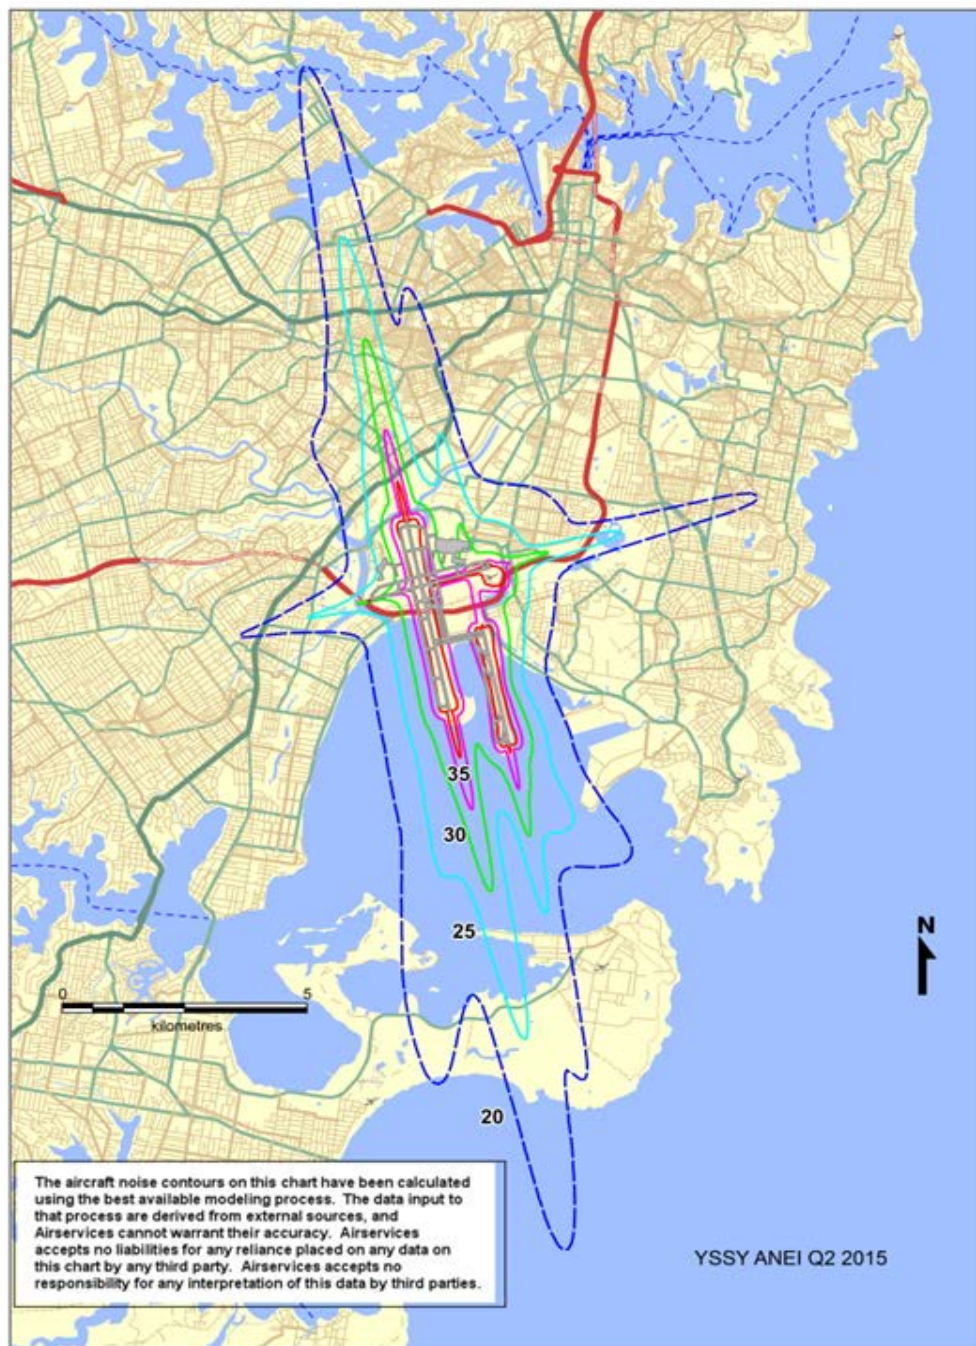 35
30
25
N
0 5
kilometres
20
The aircraft noise contours on this chart have been calculated
using the best available modeling process. The data input to
that process are derived from external sources, and
Airservices cannot warrant their accuracy. Airservices
accepts no liabilities for any reliance placed on any data on
this chart by any third party. Airservices accepts no
responsibility for any interpretation of this data by third parties.
YSSY ANEI Q2 2015